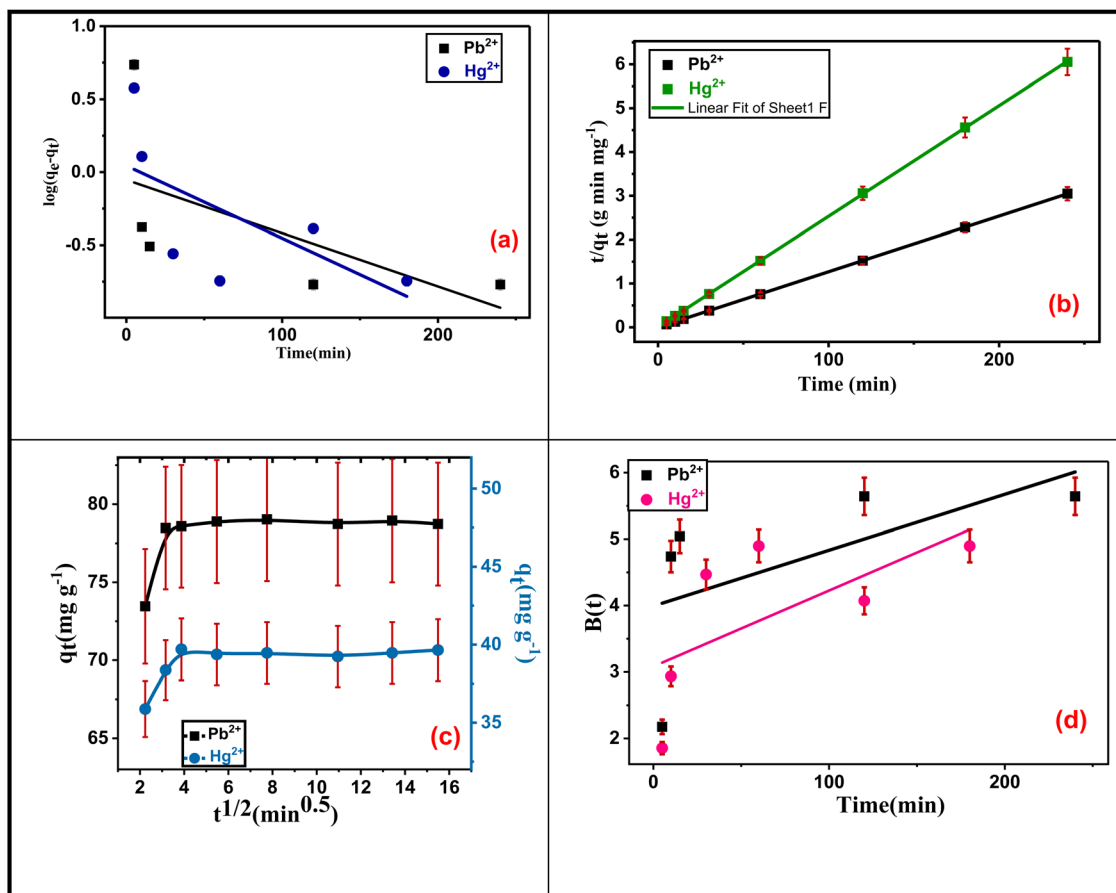 1.0
0.5
0.0
-0.5
log(qe-qt)
Pb2+
Hg2+
(a)
0 100 200
Time(min)
6
5
4
3
2
1
0
t/qt (g min mg-1)
Pb2+
Hg2+
Linear Fit of Sheet1 F
(b)
0 100 200
Time (min)
80
75
70
65
qt(mg g-1)
50
45
40
35
qt(mg g-1)
Pb2+
Hg2+
(c)
2 4 6 8 10 12 14 16
t1/2(min0.5)
6
5
4
3
2
B(t)
Pb2+
Hg2+
(d)
0 100 200
Time(min)